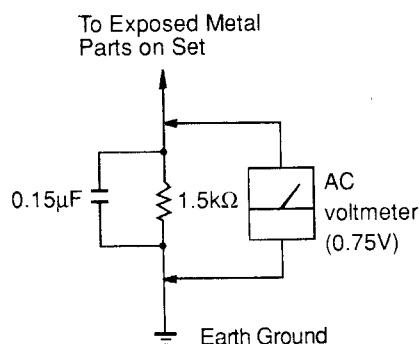 To Exposed Metal
Parts on Set
0.15µF
1.5kΩ
AC
voltmeter
(0.75V)
Earth Ground